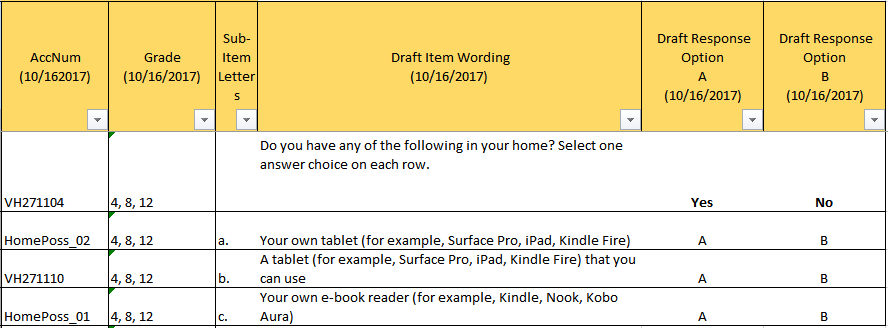 AccNum
(10/162017)
Grade
(10/16/2017)
Sub-
Item
Letter
s
Draft Item Wording
(10/16/2017)
Draft Response
Option
A
(10/16/2017)
Draft Response
Option
B
(10/16/2017)
VH271104
4, 8, 12
Do you have any of the following in your home? Select one
answer choice on each row.
Yes
No
HomePoss_02
4, 8, 12
a.
Your own tablet (for example, Surface Pro, iPad, Kindle Fire)
A
B
VH271110
4, 8, 12
b.
A tablet (for example, Surface Pro, iPad, Kindle Fire) that you
can use
A
B
HomePoss_01
4, 8, 12
c.
Your own e-book reader (for example, Kindle, Nook, Kobo
Aura)
A
B